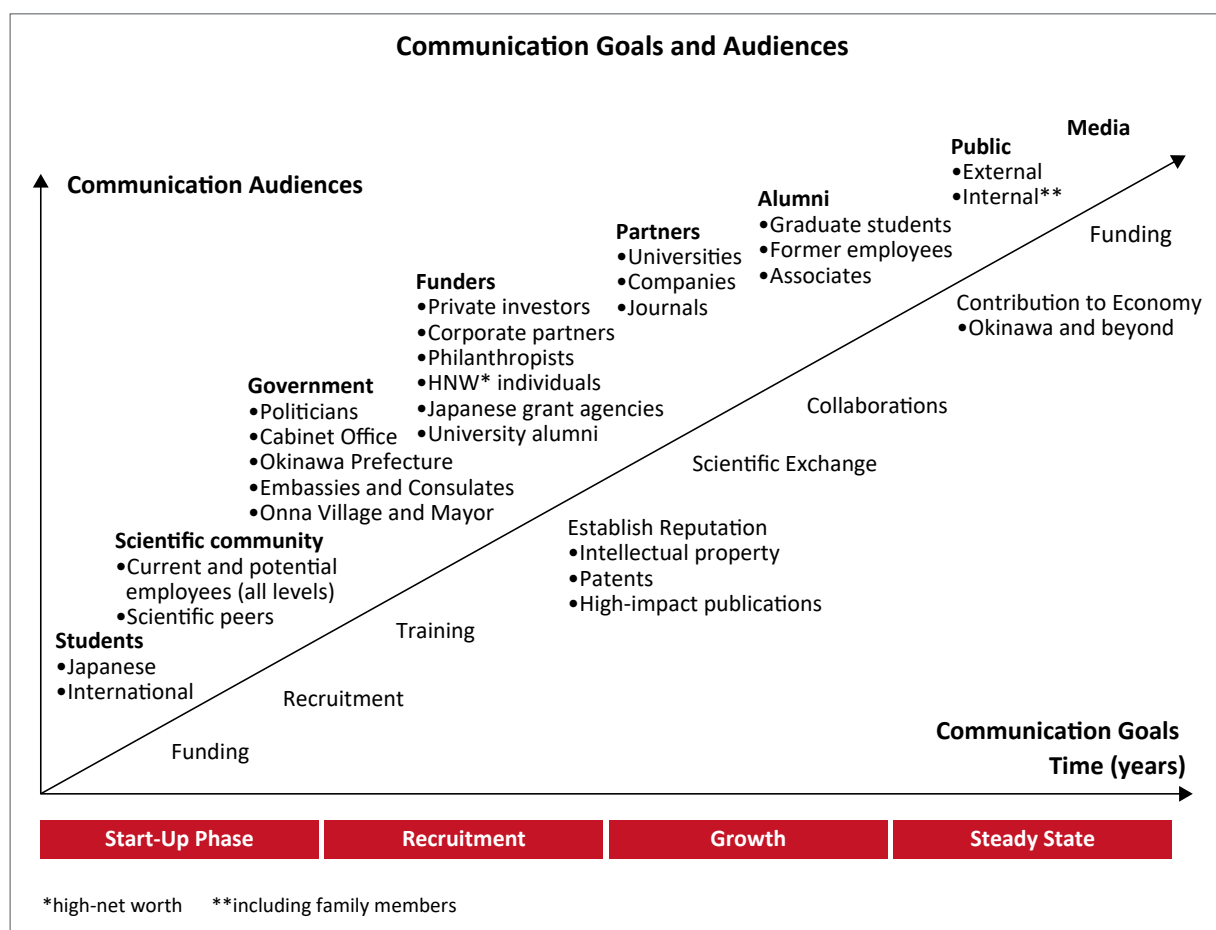 Communication Goals and Audiences
Communication Audiences
Media
Public
•External
•Internal**
Alumni
•Graduate students
•Former employees
•Associates
Partners
•Universities
•Companies
•Journals
Funders
•Private investors
•Corporate partners
•Philanthropists
•HNW* individuals
•Japanese grant agencies
•University alumni
Government
•Politicians
•Cabinet Office
•Okinawa Prefecture
•Embassies and Consulates
•Onna Village and Mayor
Scientific community
•Current and potential
employees (all levels)
•Scientific peers
Students
•Japanese
•International
Funding
Contribution to Economy
•Okinawa and beyond
Collaborations
Scientific Exchange
Establish Reputation
•Intellectual property
•Patents
•High-impact publications
Training
Recruitment
Funding
Communication Goals
Time (years)
Start-Up Phase
Recruitment
Growth
Steady State
*high-net worth **including family members